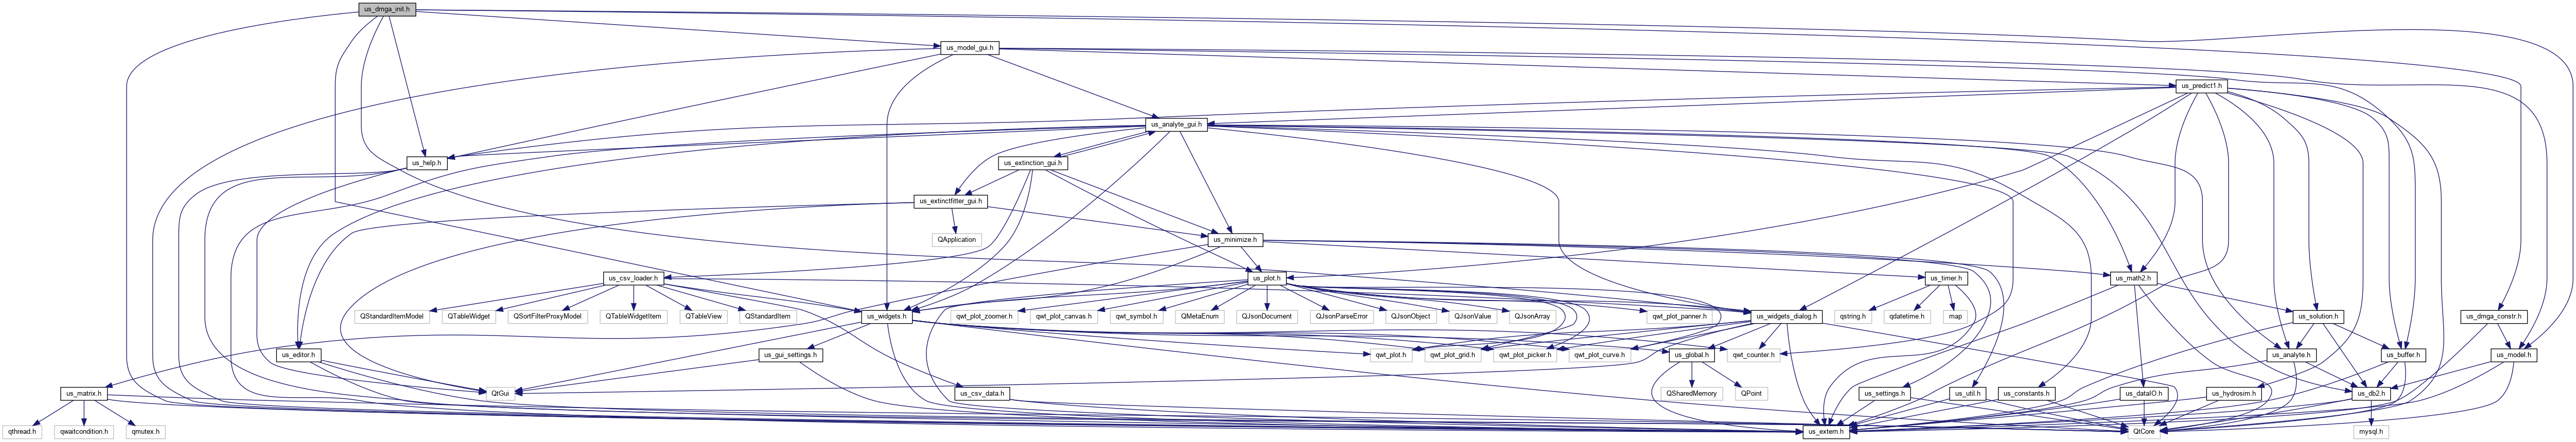 us_dmga_init.h
us_model_gui.h
us_predict1.h
us_analyte_gui.h
us_help.h
us_extinction_gui.h
us_extinctfitter_gui.h
QApplication
us_minimize.h
us_csv_loader.h
us_plot.h
us_timer.h
us_math2.h
QStandardItemModel
QTableWidget
QSortFilterProxyModel
QTableWidgetItem
QTableView
QStandardItem
us_widgets.h
qwt_plot_zoomer.h
qwt_plot_canvas.h
qwt_symbol.h
QMetaEnum
QJsonDocument
QJsonParseError
QJsonObject
QJsonValue
QJsonArray
qwt_plot_panner.h
us_widgets_dialog.h
qstring.h
qdatetime.h
map
us_solution.h
us_dmga_constr.h
us_editor.h
us_gui_settings.h
qwt_plot.h
qwt_plot_grid.h
qwt_plot_picker.h
qwt_plot_curve.h
us_global.h
qwt_counter.h
us_analyte.h
us_buffer.h
us_model.h
us_matrix.h
QtGui
us_csv_data.h
QSharedMemory
QPoint
us_settings.h
us_util.h
us_constants.h
us_dataIO.h
us_hydrosim.h
us_db2.h
qthread.h
qwaitcondition.h
qmutex.h
us_extern.h
QtCore
mysql.h